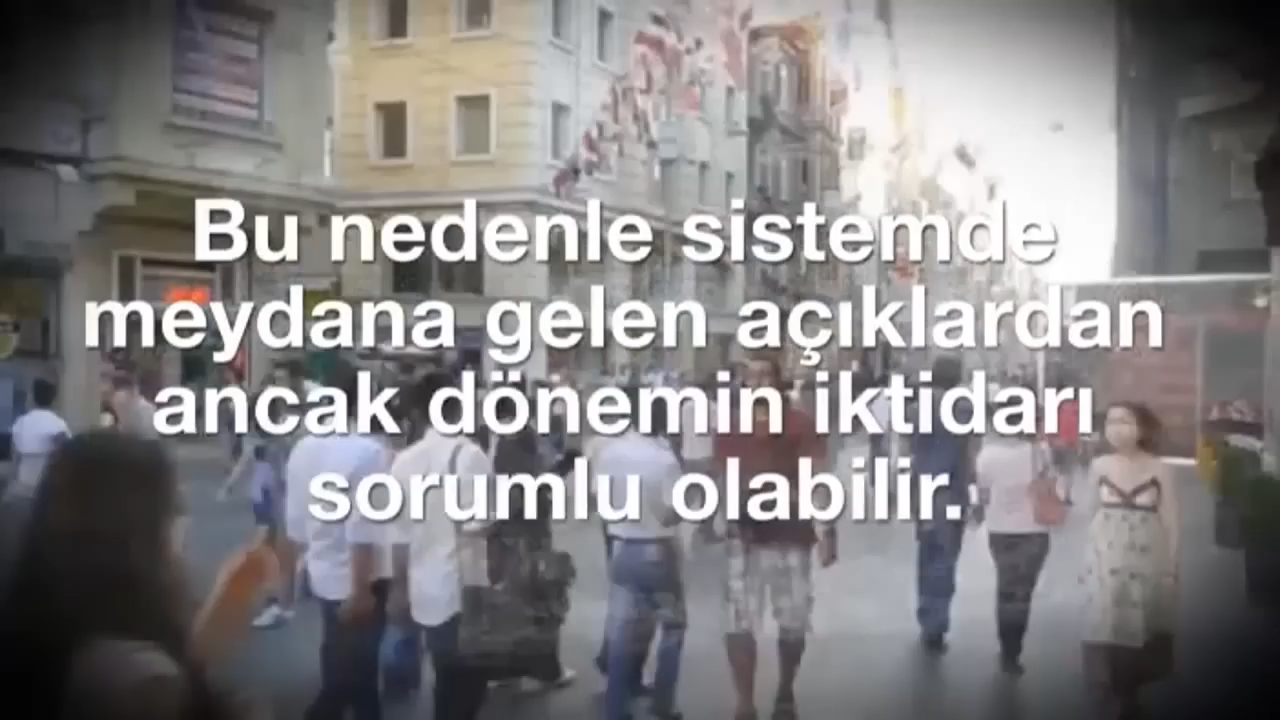 Bu nedenle sistemde
meydana gelen açıklardan
ancak dönemin iktidarı
sorumlu olabilir.